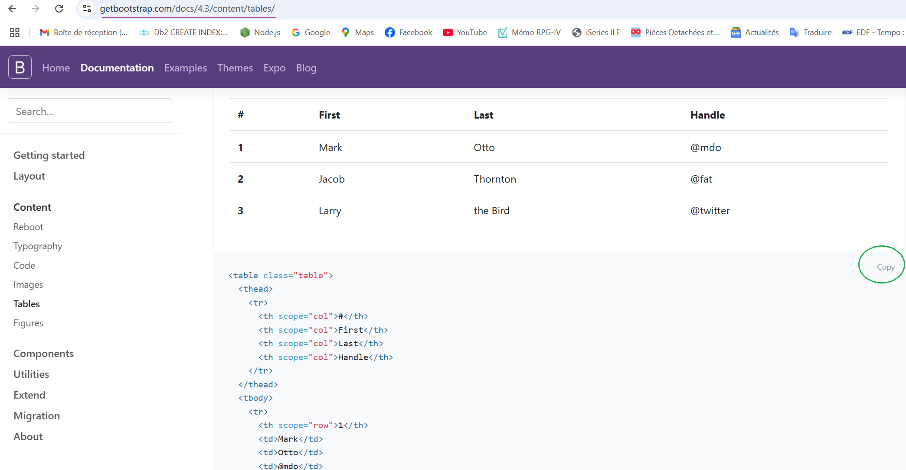 getbootstrap.com/docs/4.3/content/tables/
Boîte de réception (... Db2 CREATE INDEX:... Node.js Google Maps Facebook YouTube Mémo RPG-IV iSeries ILE Pièces Detachées et... Actualités Traduire EDF - Tempo :
B Home Documentation Examples Themes Expo Blog
Search...
Getting started
Layout
Content
Reboot
Typography
Code
Images
Tables
Figures
Components
Utilities
Extend
Migration
About
# First Last Handle
1 Mark Otto @mdo
2 Jacob Thornton @fat
3 Larry the Bird @twitter
Copy
<table class="table">
<thead>
<tr>
<th scope="col">#</th>
<th scope="col">First</th>
<th scope="col">Last</th>
<th scope="col">Handle</th>
</tr>
</thead>
<tbody>
<tr>
<th scope="row">1</th>
<td>Mark</td>
<td>Otto</td>
<td>@mdo</td>